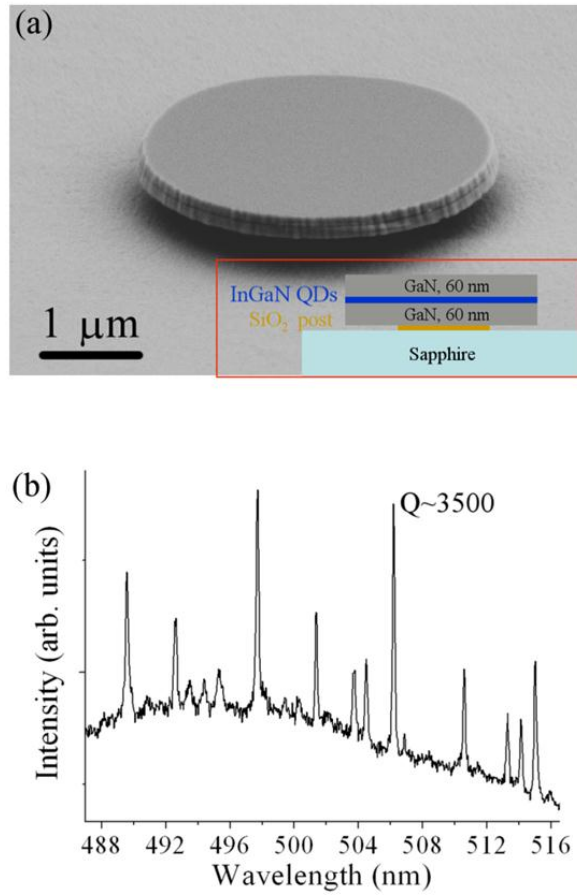 (a)
GaN, 60 nm
InGaN QDs
SiO₂ post
GaN, 60 nm
1 μm
Sapphire
(b)
Q~3500
Intensity (arb. units)
488 492 496 500 504 508 512 516
Wavelength (nm)